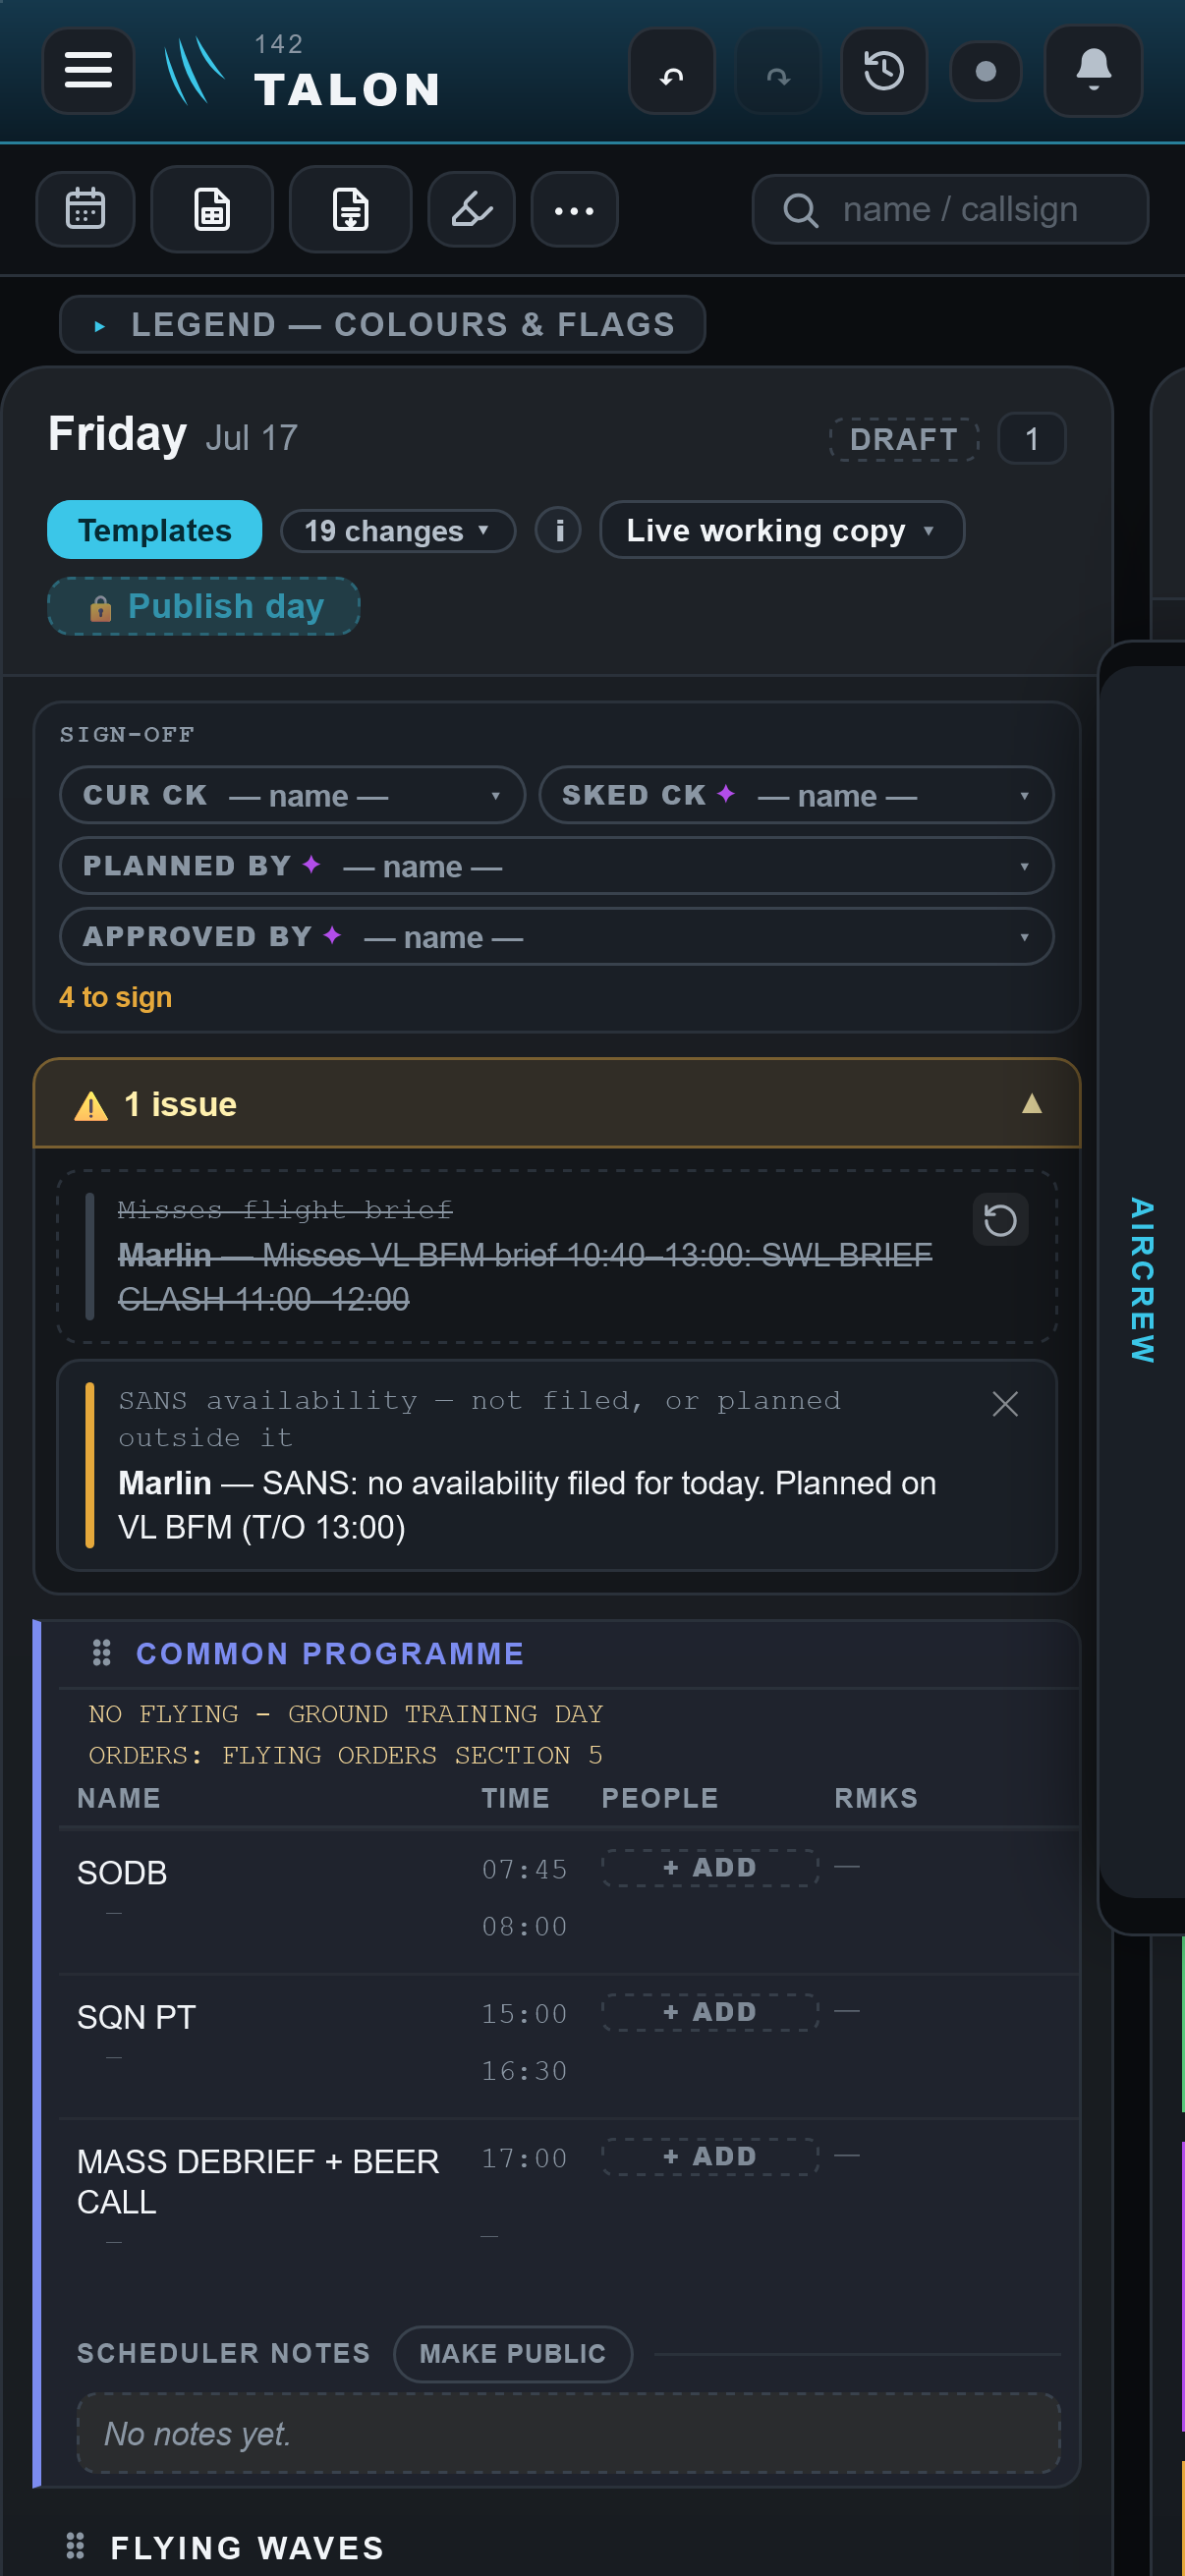 142
TALON
name / callsign
▸ LEGEND — COLOURS & FLAGS
Friday Jul 17 DRAFT 1
Templates 19 changes ▾ i Live working copy ▾
🔒 Publish day
SIGN-OFF
CUR CK — name — ▾ SKED CK ✦ — name — ▾
PLANNED BY ✦ — name — ▾
APPROVED BY ✦ — name — ▾
4 to sign
⚠️ 1 issue ▲
Misses flight brief
Marlin — Misses VL BFM brief 10:40–13:00: SWL BRIEF
CLASH 11:00–12:00
SANS availability — not filed, or planned
outside it
Marlin — SANS: no availability filed for today. Planned on
VL BFM (T/O 13:00)
AIRCREW
COMMON PROGRAMME
NO FLYING - GROUND TRAINING DAY
ORDERS: FLYING ORDERS SECTION 5
NAME TIME PEOPLE RMKS
SODB 07:45 + ADD —
— 08:00
SQN PT 15:00 + ADD —
— 16:30
MASS DEBRIEF + BEER 17:00 + ADD —
CALL
— —
SCHEDULER NOTES MAKE PUBLIC
No notes yet.
FLYING WAVES